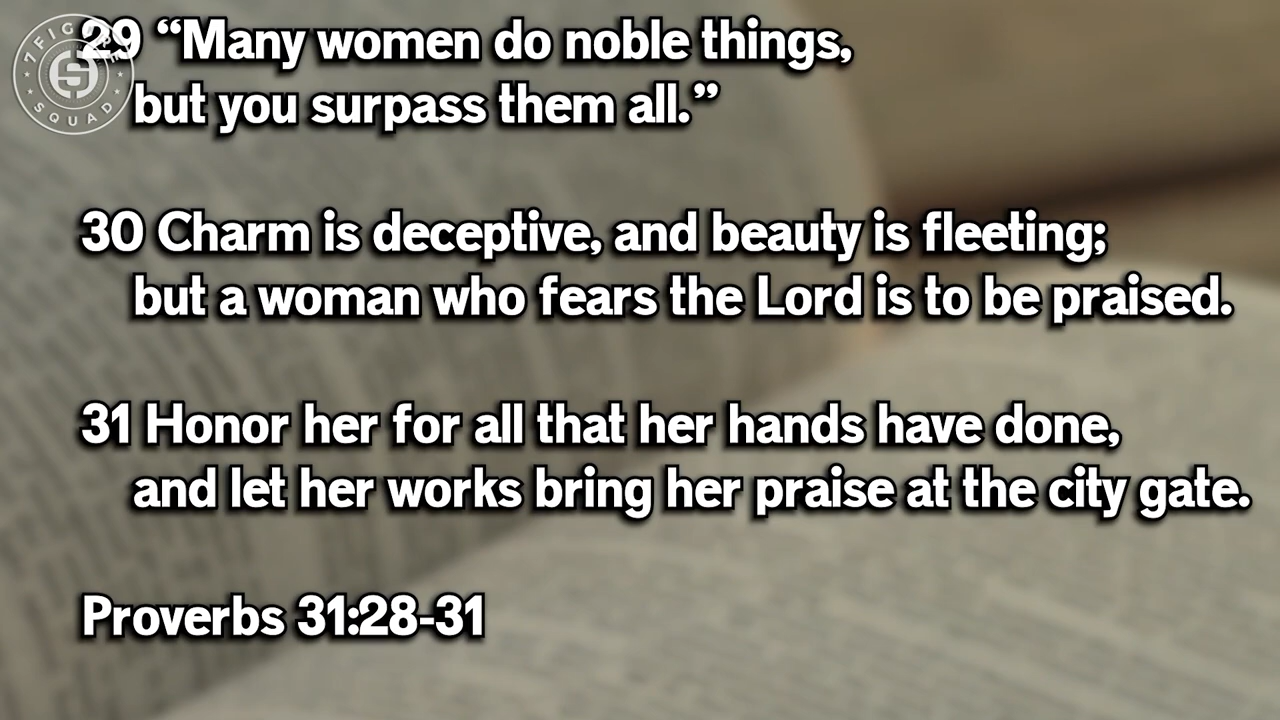 7FIG
SQUAD
29 “Many women do noble things,
but you surpass them all.”
30 Charm is deceptive, and beauty is fleeting;
but a woman who fears the Lord is to be praised.
31 Honor her for all that her hands have done,
and let her works bring her praise at the city gate.
Proverbs 31:28-31